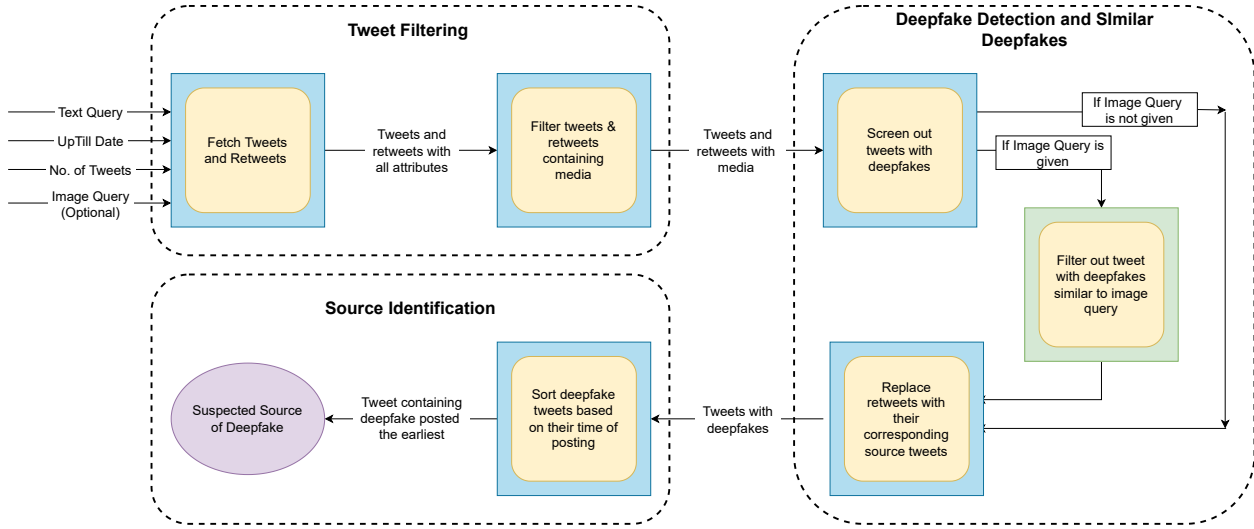 Tweet Filtering
Deepfake Detection and SImilar
Deepfakes
Text Query
UpTill Date
No. of Tweets
Image Query
(Optional)
Fetch Tweets
and Retweets
Tweets and
retweets with
all attributes
Filter tweets &
retweets
containing
media
Tweets and
retweets with
media
Screen out
tweets with
deepfakes
If Image Query
is not given
If Image Query is
given
Filter out tweet
with deepfakes
similar to image
query
Source Identification
Suspected Source
of Deepfake
Tweet containing
deepfake posted
the earliest
Sort deepfake
tweets based
on their time of
posting
Tweets with
deepfakes
Replace
retweets with
their
corresponding
source tweets